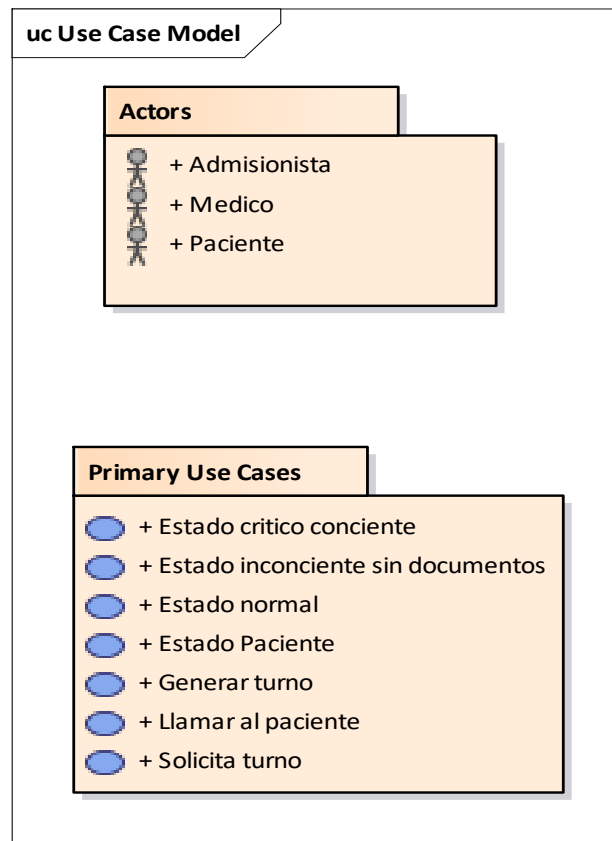 uc Use Case Model
Actors
+ Admisionista
+ Medico
+ Paciente
Primary Use Cases
+ Estado critico conciente
+ Estado inconciente sin documentos
+ Estado normal
+ Estado Paciente
+ Generar turno
+ Llamar al paciente
+ Solicita turno